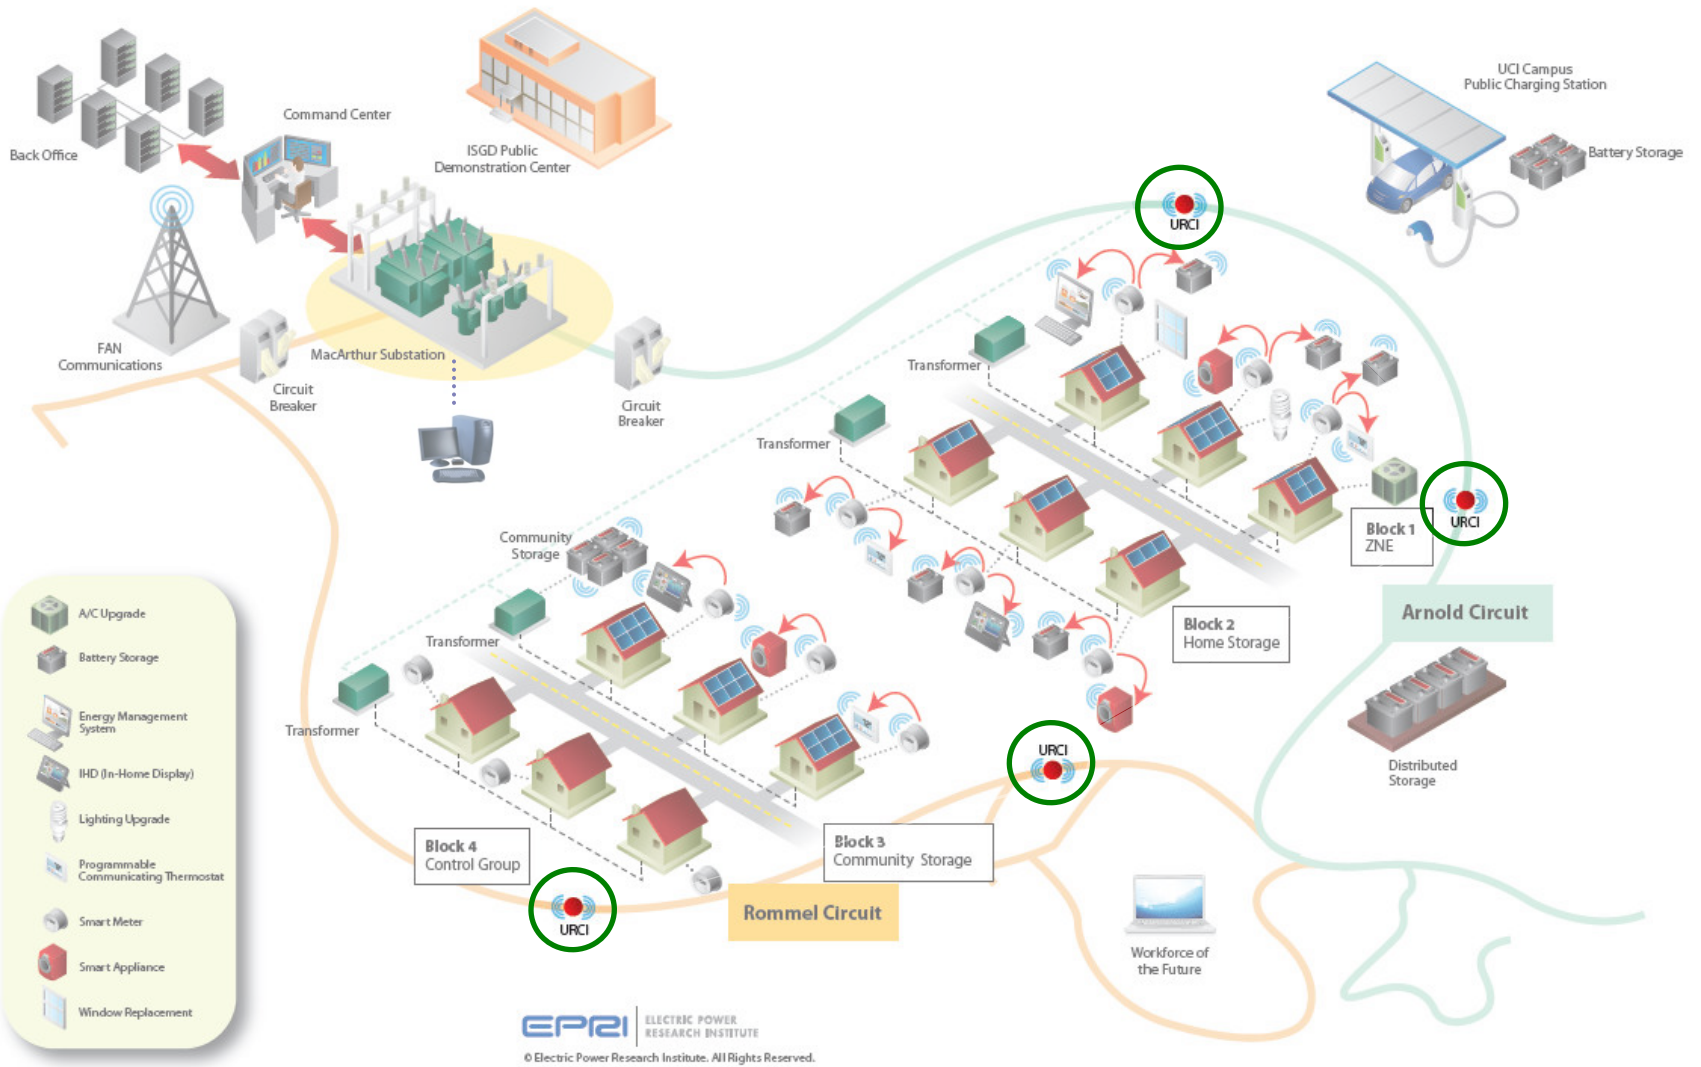 Back Office
Command Center
ISGD Public
Demonstration Center
UCI Campus
Public Charging Station
Battery Storage
URCI
FAN
Communications
MacArthur Substation
Circuit
Breaker
Circuit
Breaker
Transformer
Transformer
Block 1
ZNE
URCI
Arnold Circuit
Community
Storage
Transformer
Block 2
Home Storage
Transformer
A/C Upgrade
Battery Storage
Energy Management
System
IHD (In-Home Display)
Lighting Upgrade
Programmable
Communicating Thermostat
Smart Meter
Smart Appliance
Window Replacement
URCI
Distributed
Storage
Block 4
Control Group
Block 3
Community Storage
URCI
Rommel Circuit
Workforce of
the Future
EPRI
ELECTRIC POWER
RESEARCH INSTITUTE
© Electric Power Research Institute. All Rights Reserved.